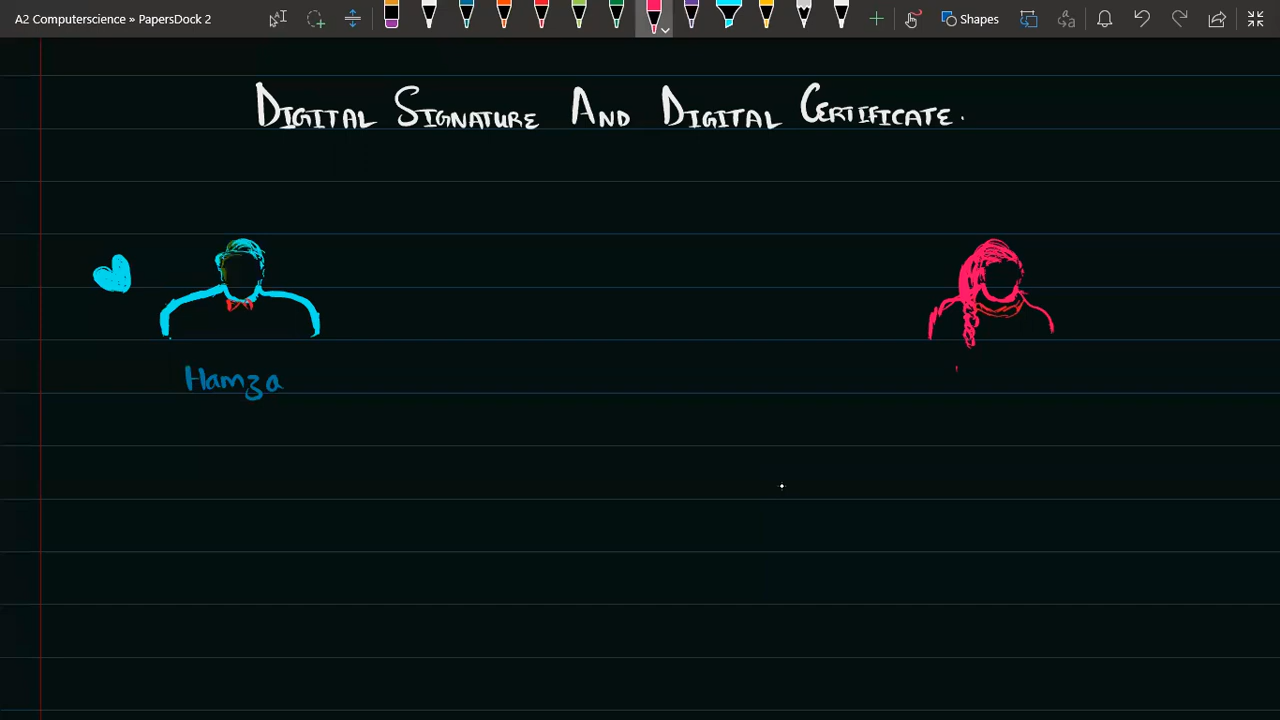 A2 Computerscience » PapersDock 2
Shapes
DIGITAL SIGNATURE AND DIGITAL CERTIFICATE.
Hamza